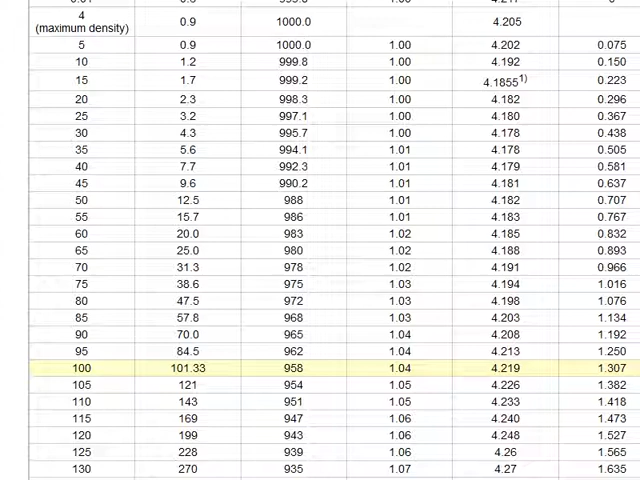 4 0.9 1000.0 4.205
(maximum density)
5 0.9 1000.0 1.00 4.202 0.075
10 1.2 999.8 1.00 4.192 0.150
15 1.7 999.2 1.00 4.1855¹⁾ 0.223
20 2.3 998.3 1.00 4.182 0.296
25 3.2 997.1 1.00 4.180 0.367
30 4.3 995.7 1.00 4.178 0.438
35 5.6 994.1 1.01 4.178 0.505
40 7.7 992.3 1.01 4.179 0.581
45 9.6 990.2 1.01 4.181 0.637
50 12.5 988 1.01 4.182 0.707
55 15.7 986 1.01 4.183 0.767
60 20.0 983 1.02 4.185 0.832
65 25.0 980 1.02 4.188 0.893
70 31.3 978 1.02 4.191 0.966
75 38.6 975 1.03 4.194 1.016
80 47.5 972 1.03 4.198 1.076
85 57.8 968 1.03 4.203 1.134
90 70.0 965 1.04 4.208 1.192
95 84.5 962 1.04 4.213 1.250
100 101.33 958 1.04 4.219 1.307
105 121 954 1.05 4.226 1.382
110 143 951 1.05 4.233 1.418
115 169 947 1.06 4.240 1.473
120 199 943 1.06 4.248 1.527
125 228 939 1.06 4.26 1.565
130 270 935 1.07 4.27 1.635